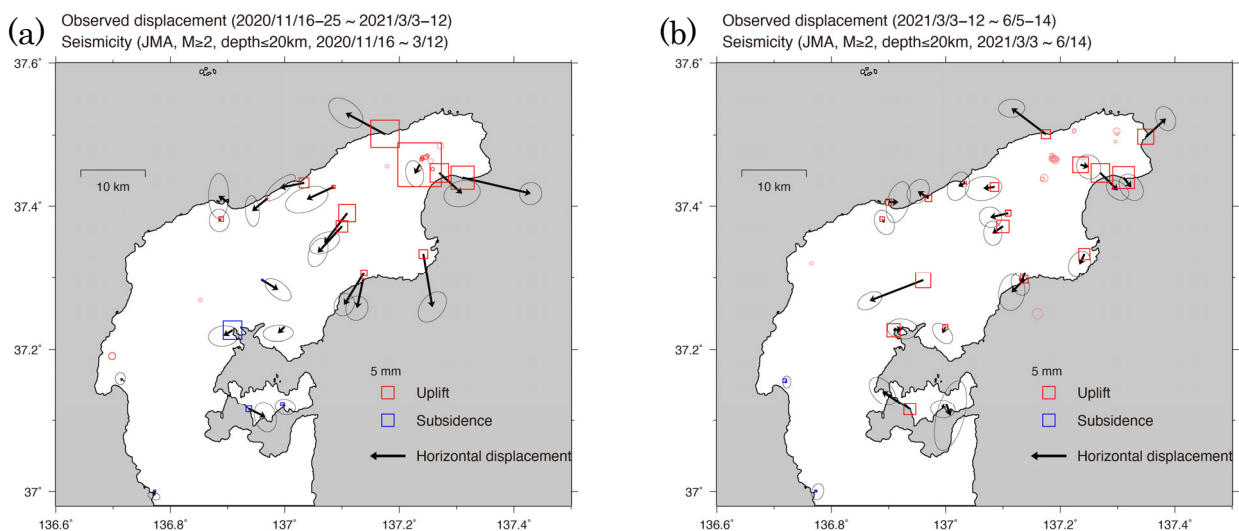 (a)
Observed displacement (2020/11/16−25 ~ 2021/3/3−12)
Seismicity (JMA, M≥2, depth≤20km, 2020/11/16 ~ 3/12)
37.6°
37.4°
37.2°
37°
10 km
5 mm
Uplift
Subsidence
Horizontal displacement
136.6° 136.8° 137° 137.2° 137.4°
(b)
Observed displacement (2021/3/3−12 ~ 6/5−14)
Seismicity (JMA, M≥2, depth≤20km, 2021/3/3 ~ 6/14)
37.6°
37.4°
37.2°
37°
10 km
5 mm
Uplift
Subsidence
Horizontal displacement
136.6° 136.8° 137° 137.2° 137.4°